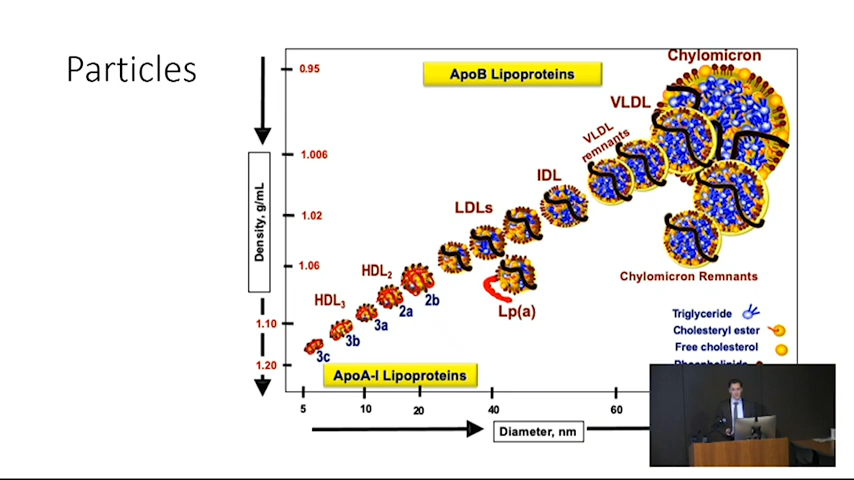 Particles
Chylomicron
0.95
ApoB Lipoproteins
VLDL
VLDL
remnants
1.006
IDL
Density, g/mL
LDLs
1.02
1.06
HDL2
Chylomicron Remnants
2b
HDL3
2a
Lp(a)
Triglyceride
3a
1.10
Cholesteryl ester
3b
Free cholesterol
3c
1.20
ApoA-I Lipoproteins
5
10
20
40
60
Diameter, nm